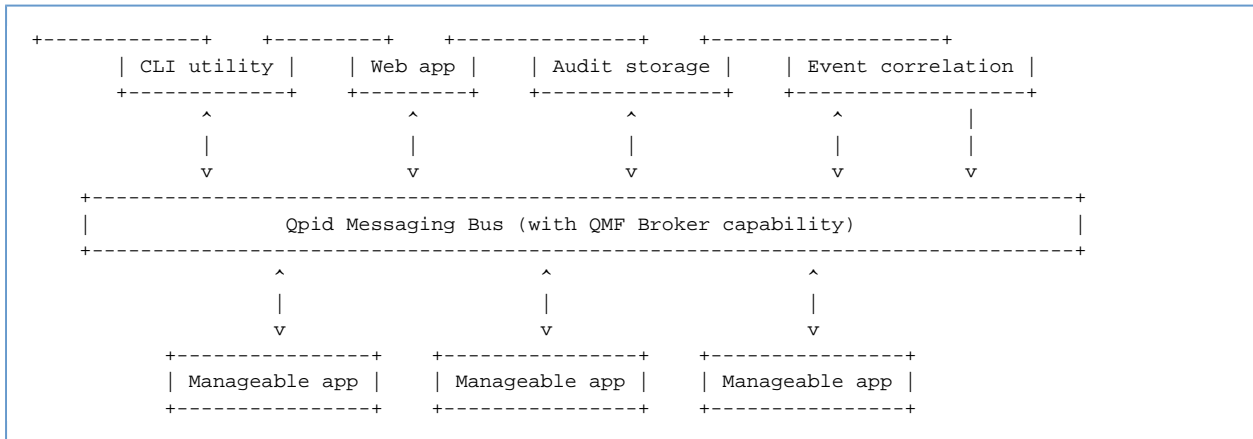 +-------------+    +---------+    +---------------+    +-------------------+
| CLI utility |    | Web app |    | Audit storage |    | Event correlation |
+-------------+    +---------+    +---------------+    +-------------------+
^                ^                 ^                ^          |
|                |                 |                |          |
v                v                 v                v          v
+-----------------------------------------------------------------------------+
|                Qpid Messaging Bus (with QMF Broker capability)                  |
+-----------------------------------------------------------------------------+
^                    ^                    ^
|                    |                    |
v                    v                    v
+----------------+    +----------------+    +----------------+
| Manageable app |    | Manageable app |    | Manageable app |
+----------------+    +----------------+    +----------------+